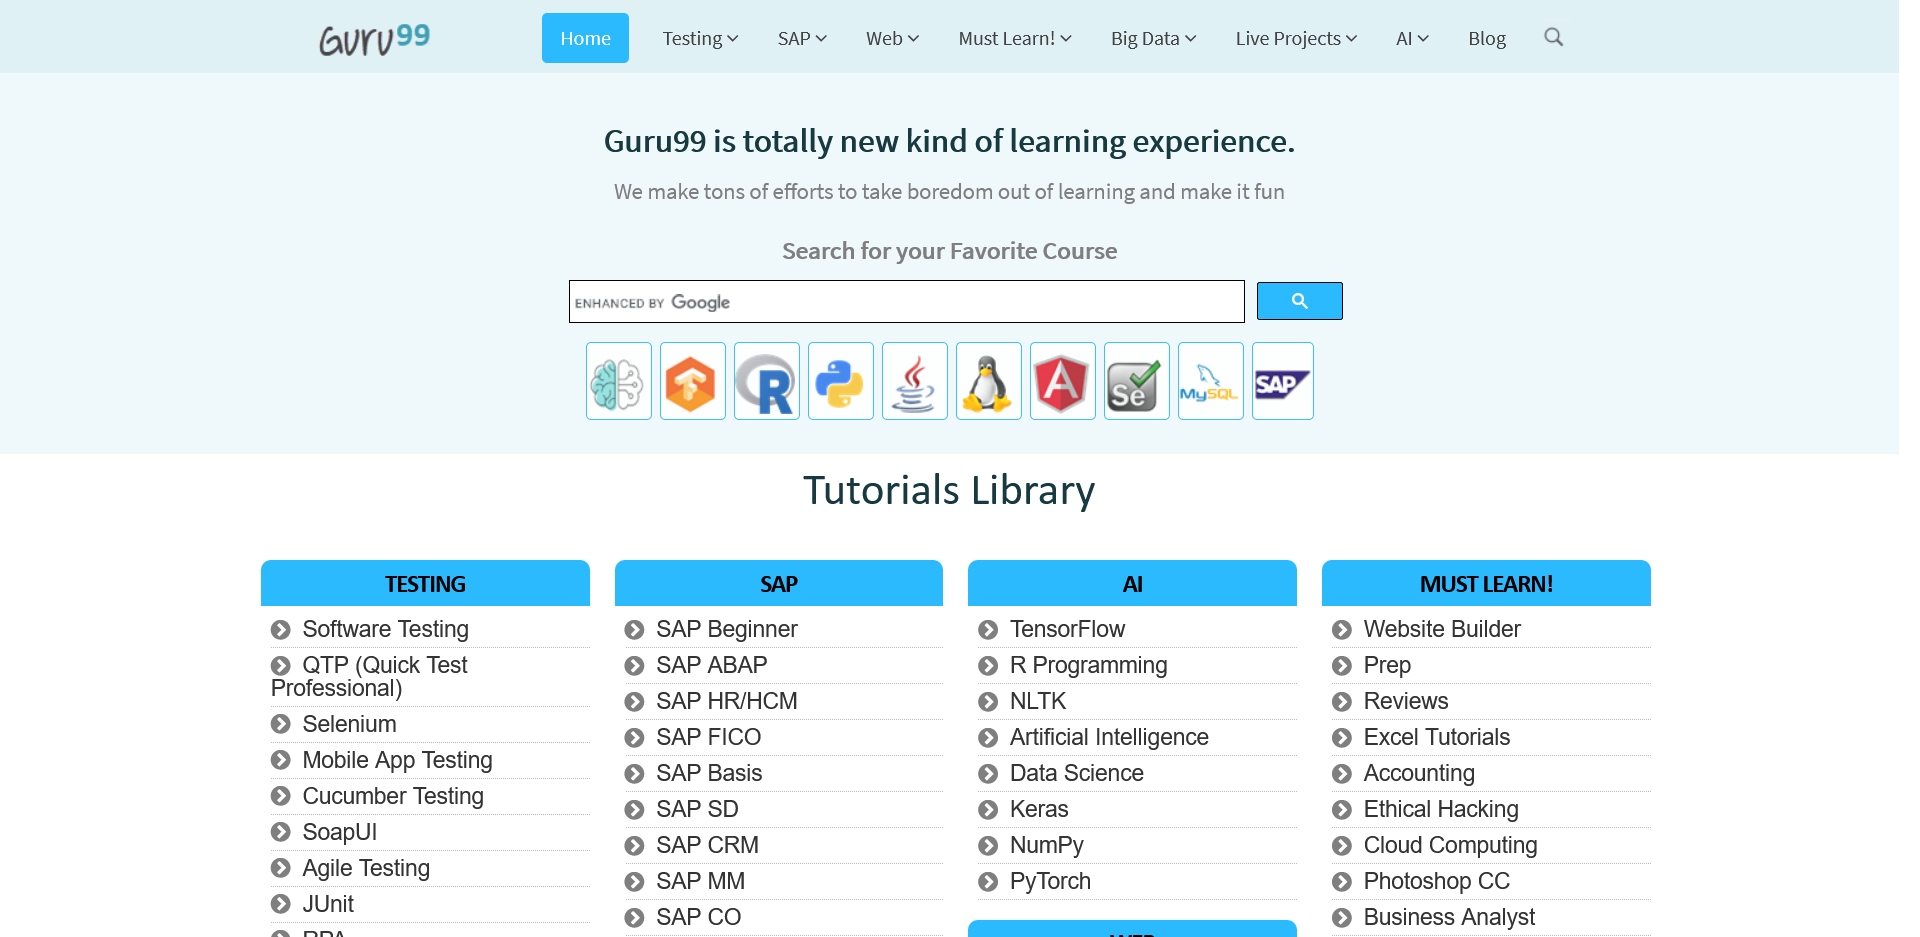 Guru99
Home
Testing
SAP
Web
Must Learn!
Big Data
Live Projects
AI
Blog
Guru99 is totally new kind of learning experience.
We make tons of efforts to take boredom out of learning and make it fun
Search for your Favorite Course
ENHANCED BY Google
R
A
Se
MySQL
SAP
Tutorials Library
TESTING
Software Testing
QTP (Quick Test
Professional)
Selenium
Mobile App Testing
Cucumber Testing
SoapUI
Agile Testing
JUnit
RPA
SAP
SAP Beginner
SAP ABAP
SAP HR/HCM
SAP FICO
SAP Basis
SAP SD
SAP CRM
SAP MM
SAP CO
AI
TensorFlow
R Programming
NLTK
Artificial Intelligence
Data Science
Keras
NumPy
PyTorch
WEB
MUST LEARN!
Website Builder
Prep
Reviews
Excel Tutorials
Accounting
Ethical Hacking
Cloud Computing
Photoshop CC
Business Analyst